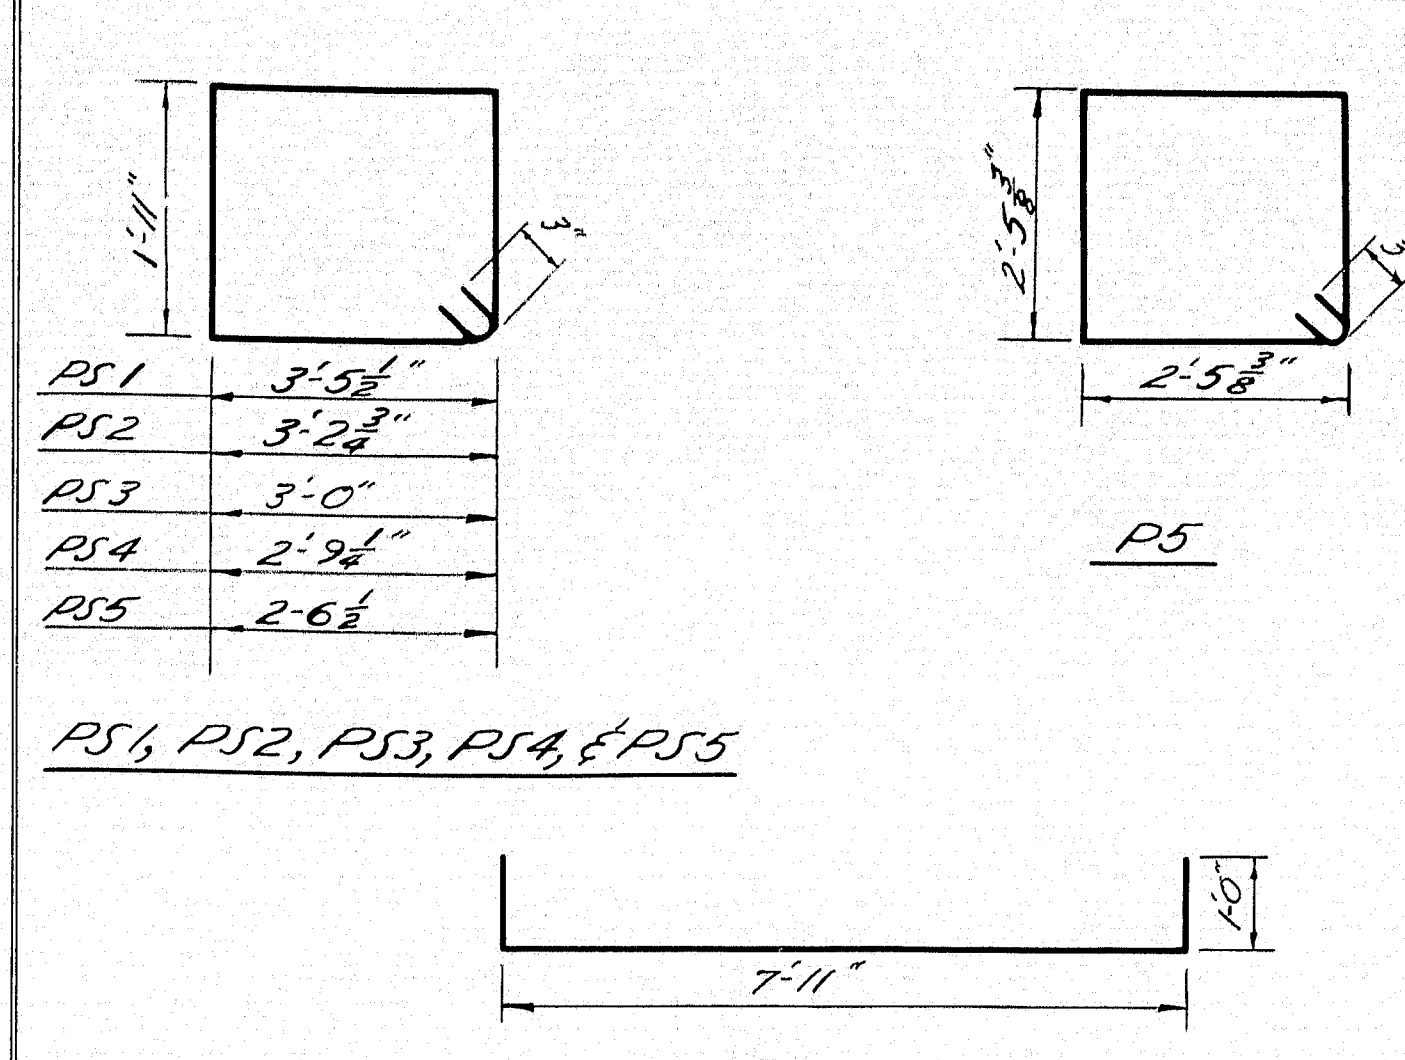 1'-11"
3"
PS1 3'-5 1/2"
PS2 3'-2 3/4"
PS3 3'-0"
PS4 2'-9 1/4"
PS5 2-6 1/2
PS1, PS2, PS3, PS4, & PS5
2'-5 3/8"
2'-5 3/8"
P5
1'-0"
7'-11"